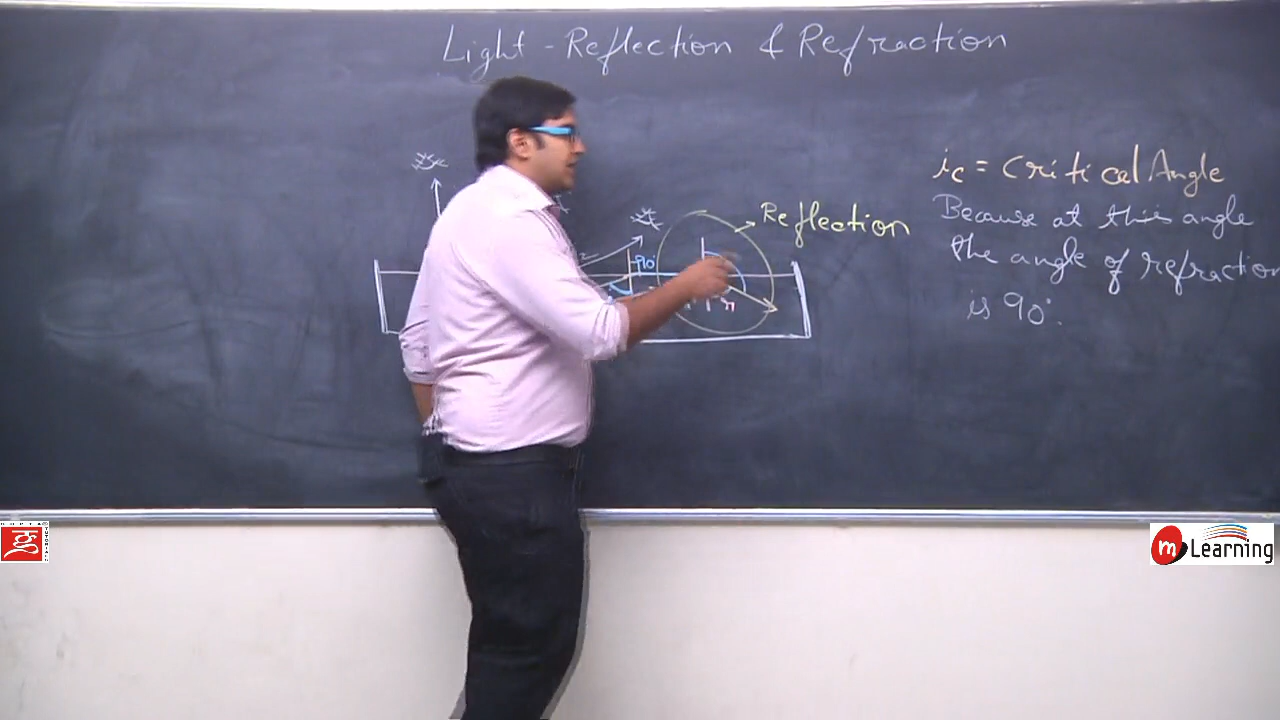 Light - Reflection & Refraction
ic = Critical Angle
Because at this angle
the angle of refraction
is 90°.
Reflection
90°
m Learning